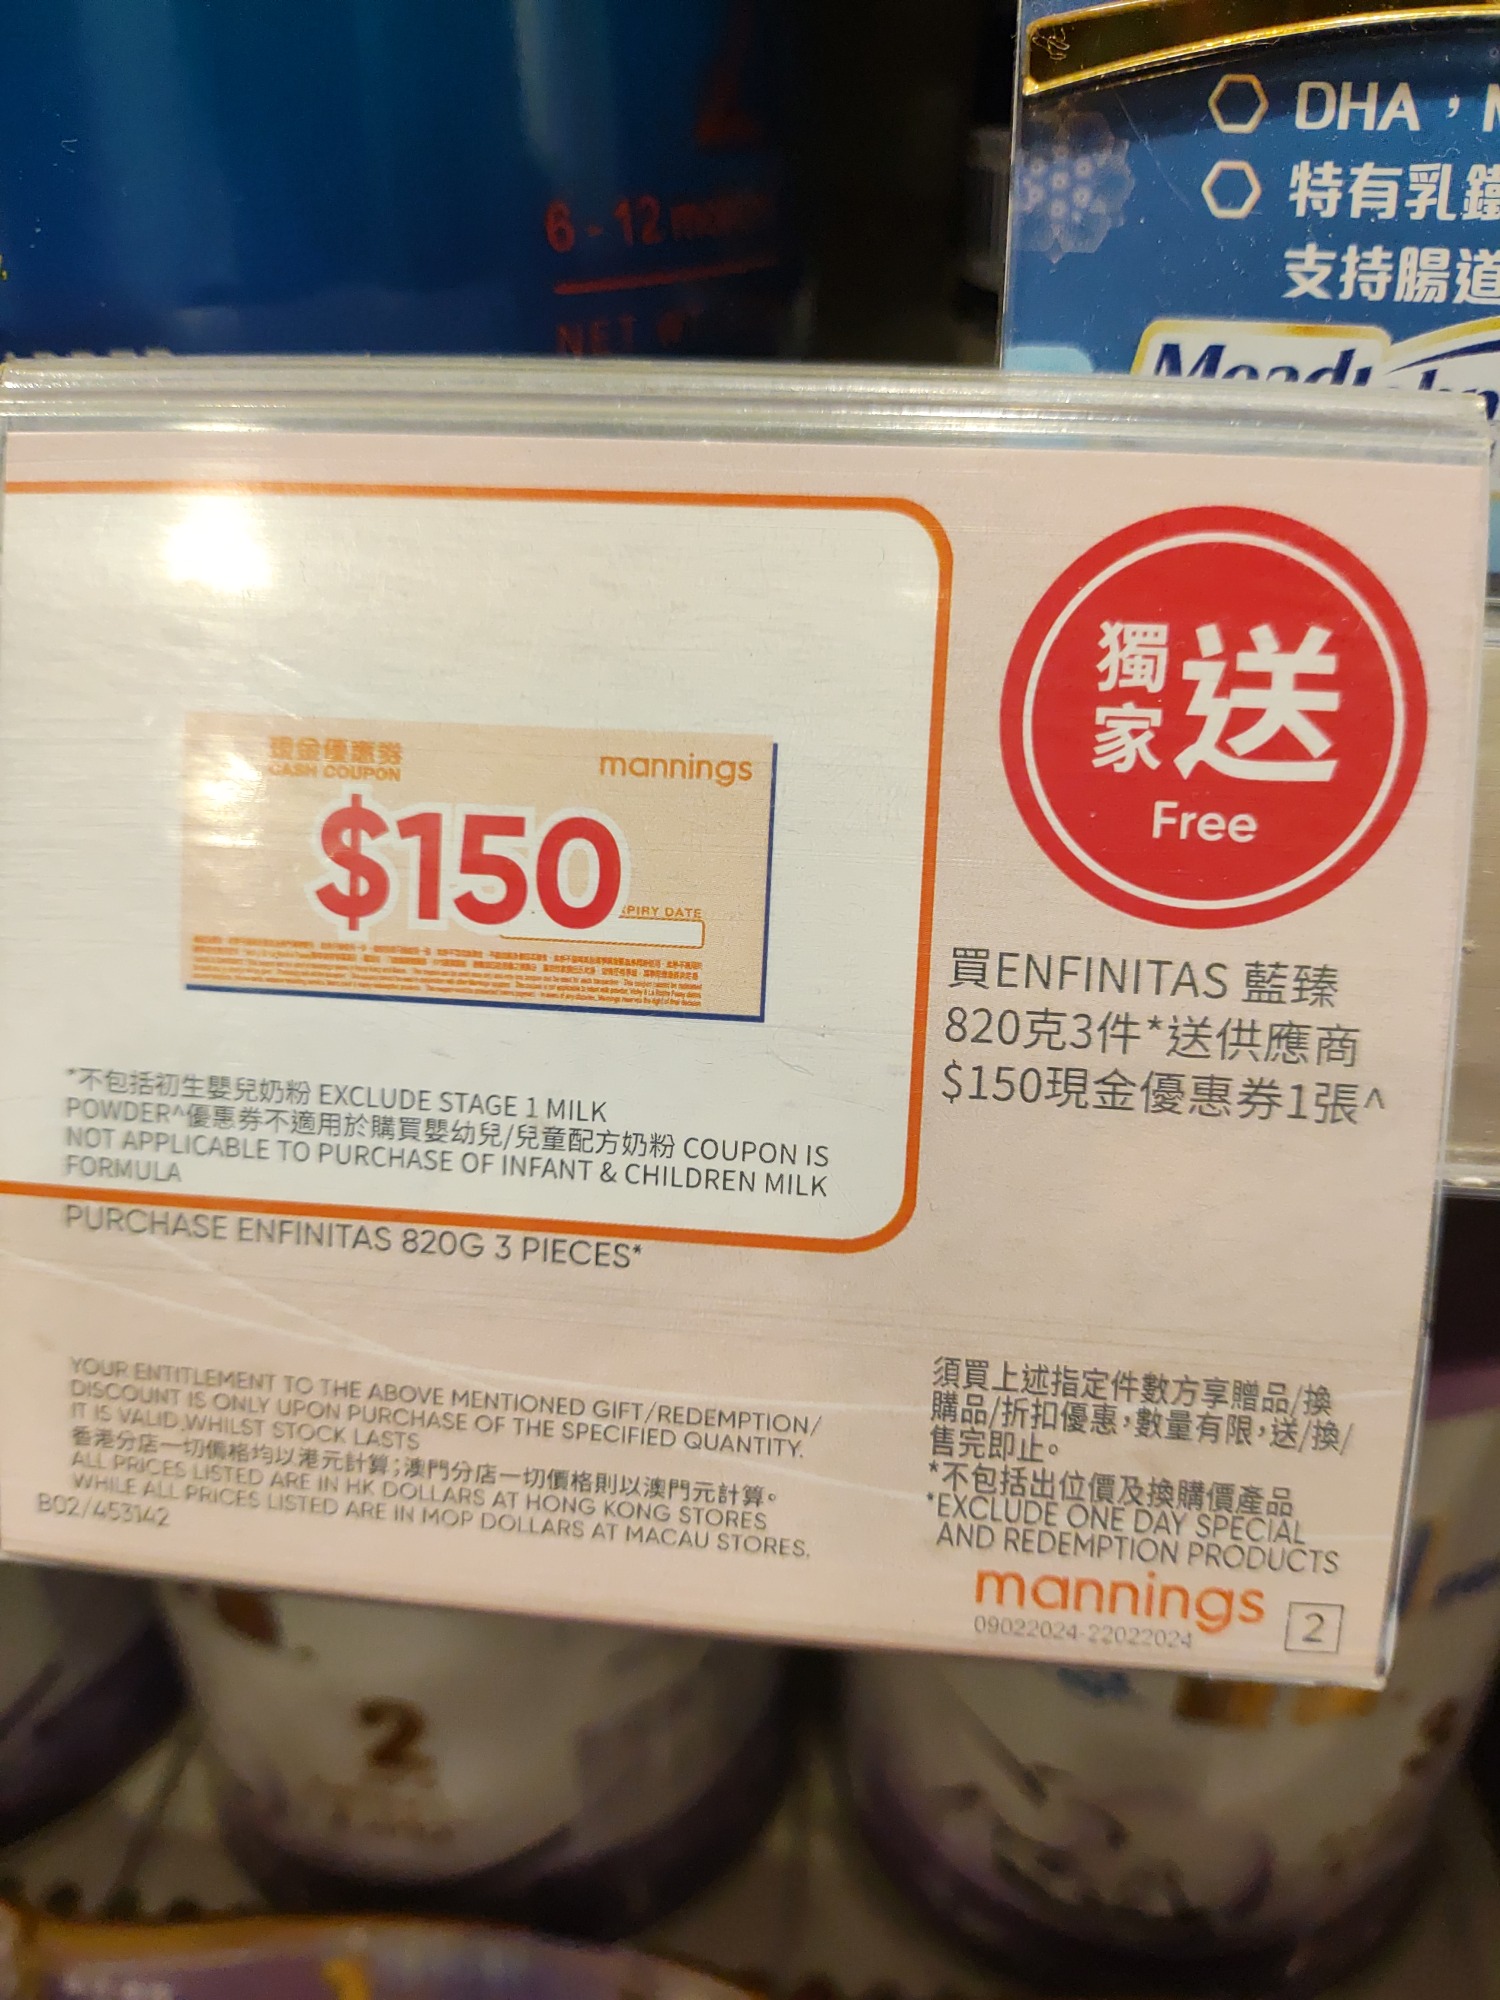 6-12
NET WT
DHA，
特有乳鐵
支持腸道
獨家送
Free
現金優惠券
CASH COUPON
mannings
$150
PIRY DATE
買ENFINITAS 藍臻
820克3件*送供應商
$150現金優惠券1張^
*不包括初生嬰兒奶粉 EXCLUDE STAGE 1 MILK
POWDER^優惠券不適用於購買嬰幼兒/兒童配方奶粉 COUPON IS
NOT APPLICABLE TO PURCHASE OF INFANT & CHILDREN MILK
FORMULA
PURCHASE ENFINITAS 820G 3 PIECES*
YOUR ENTITLEMENT TO THE ABOVE MENTIONED GIFT/REDEMPTION/
DISCOUNT IS ONLY UPON PURCHASE OF THE SPECIFIED QUANTITY.
IT IS VALID WHILST STOCK LASTS
香港分店一切價格均以港元計算；澳門分店一切價格則以澳門元計算。
ALL PRICES LISTED ARE IN HK DOLLARS AT HONG KONG STORES
WHILE ALL PRICES LISTED ARE IN MOP DOLLARS AT MACAU STORES.
B02/453142
須買上述指定件數方享贈品/換
購品/折扣優惠，數量有限，送/換/
售完即止。
*不包括出位價及換購價產品
*EXCLUDE ONE DAY SPECIAL
AND REDEMPTION PRODUCTS
mannings
09022024-22022024
2
2